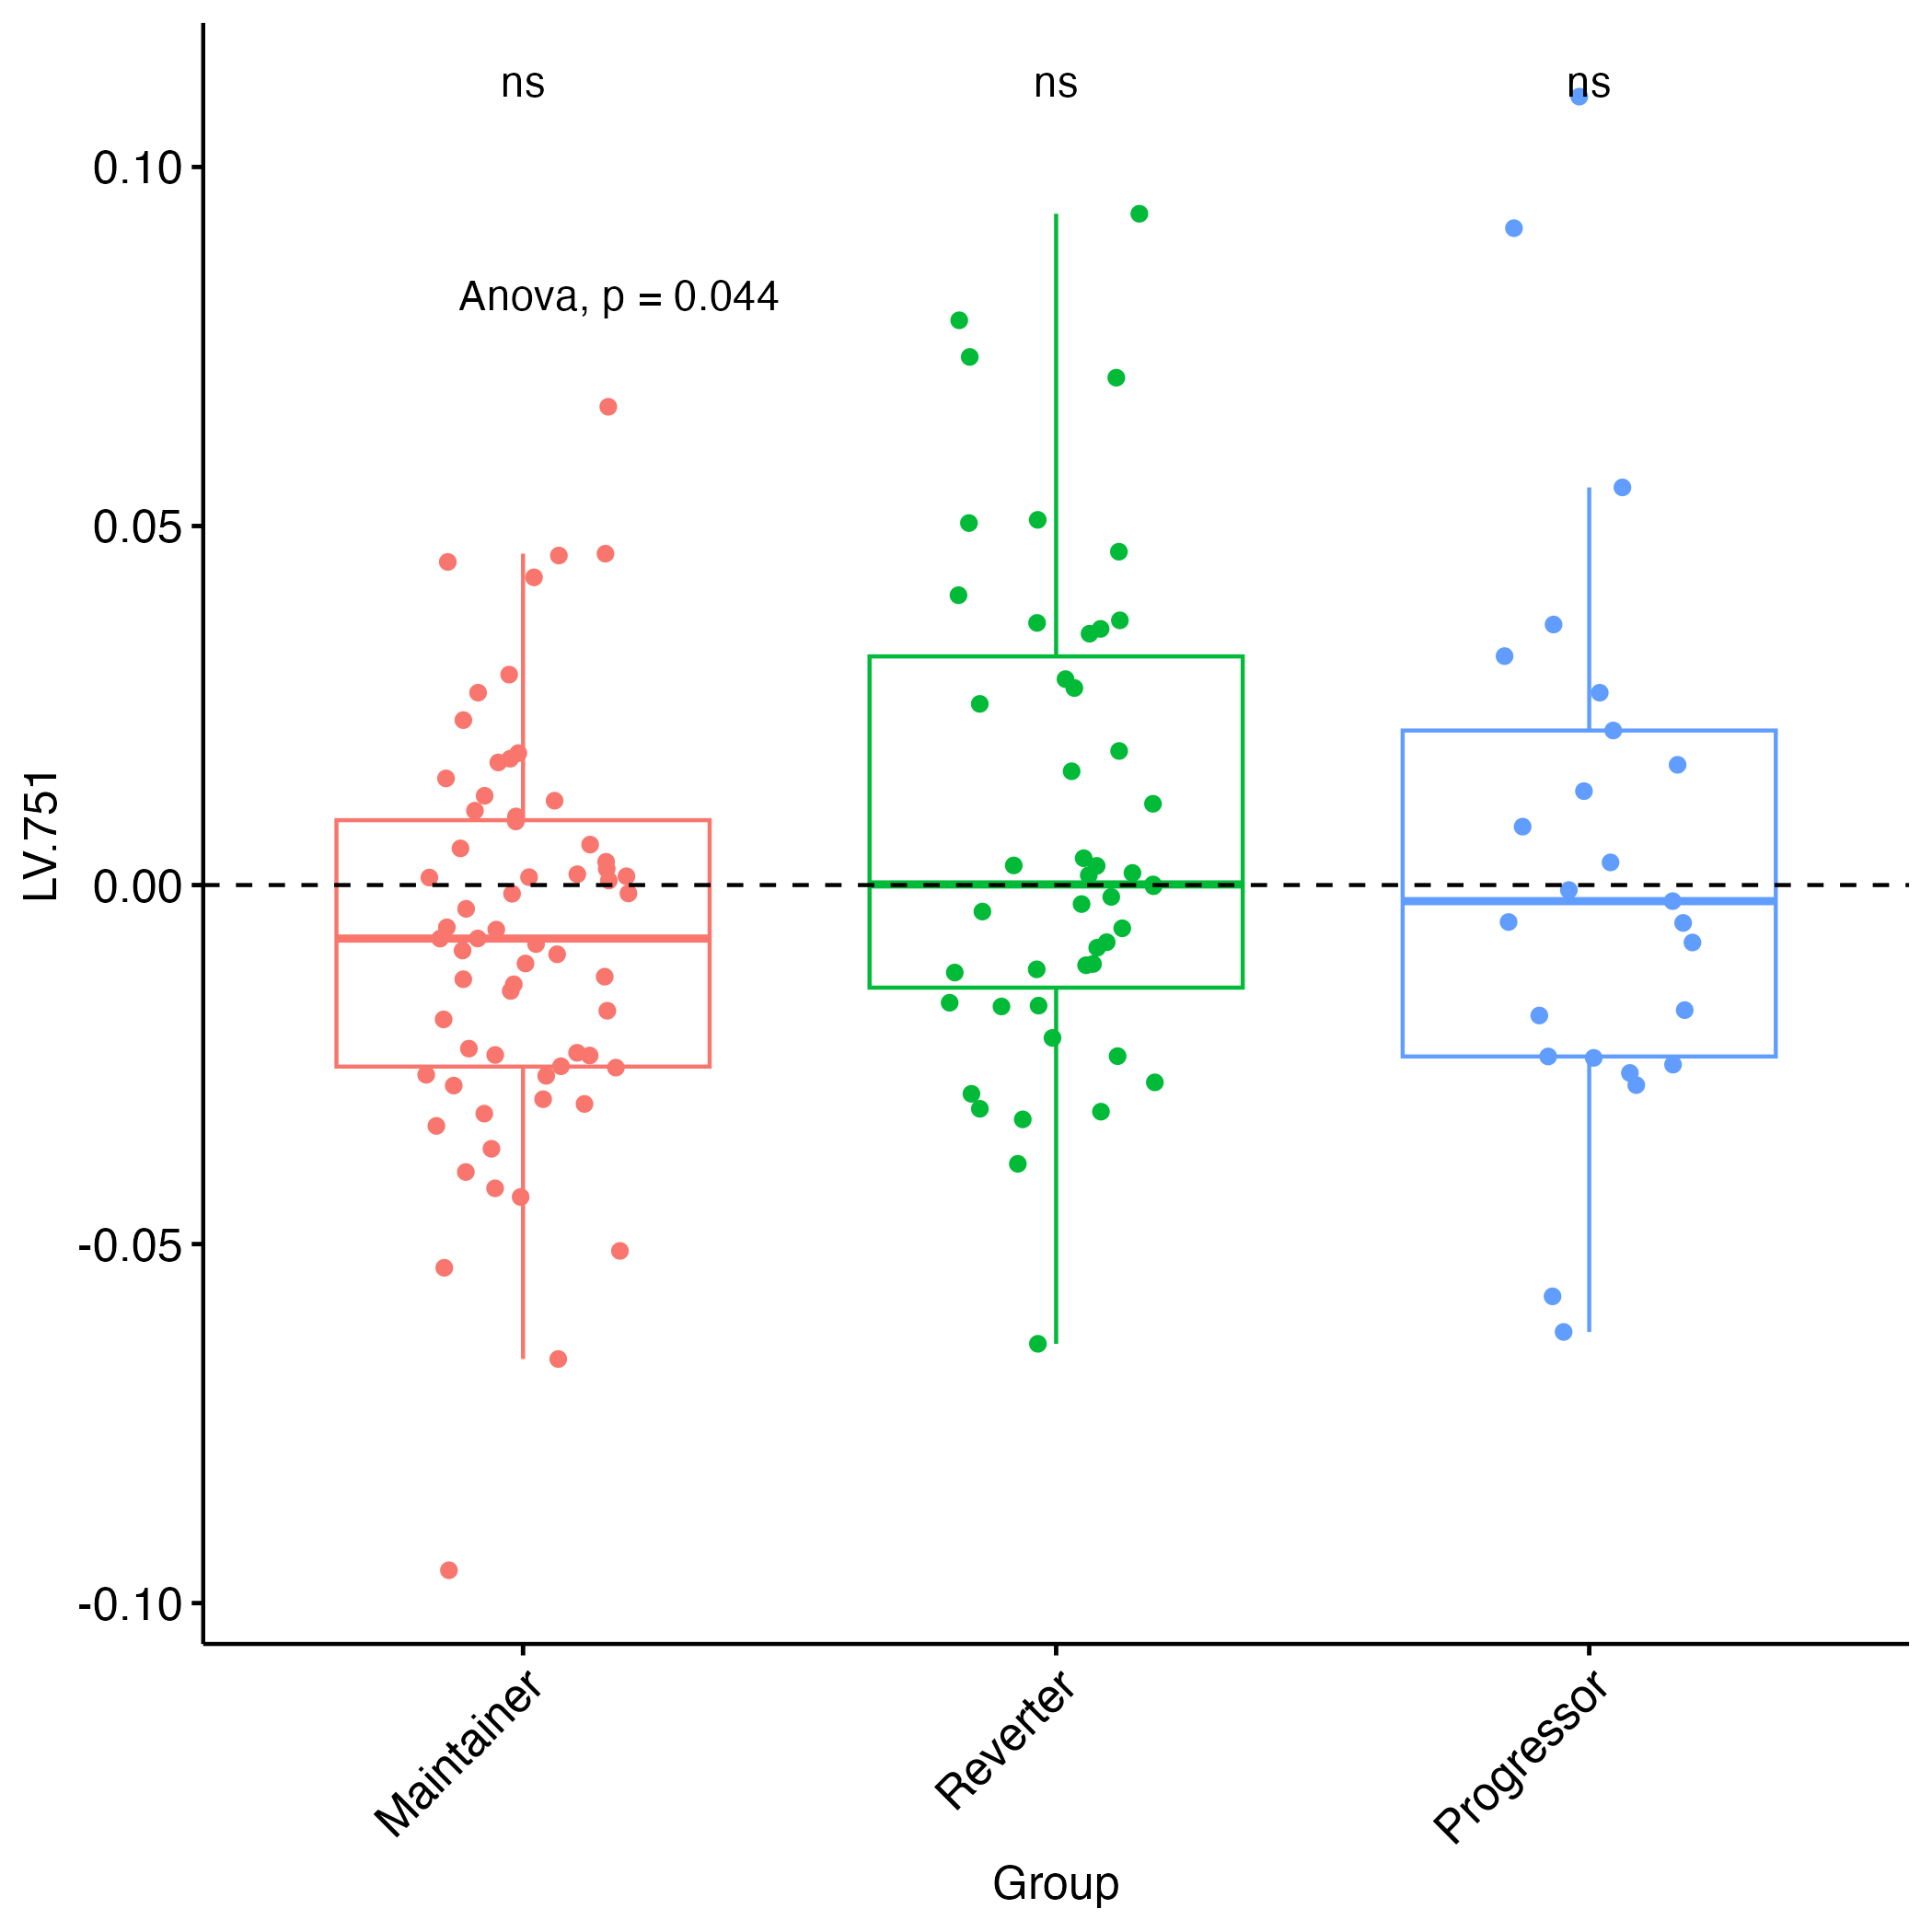 ns ns ns
0.10
Anova, p = 0.044
0.05
LV.751
0.00
-0.05
-0.10
Maintainer Reverter Progressor
Group